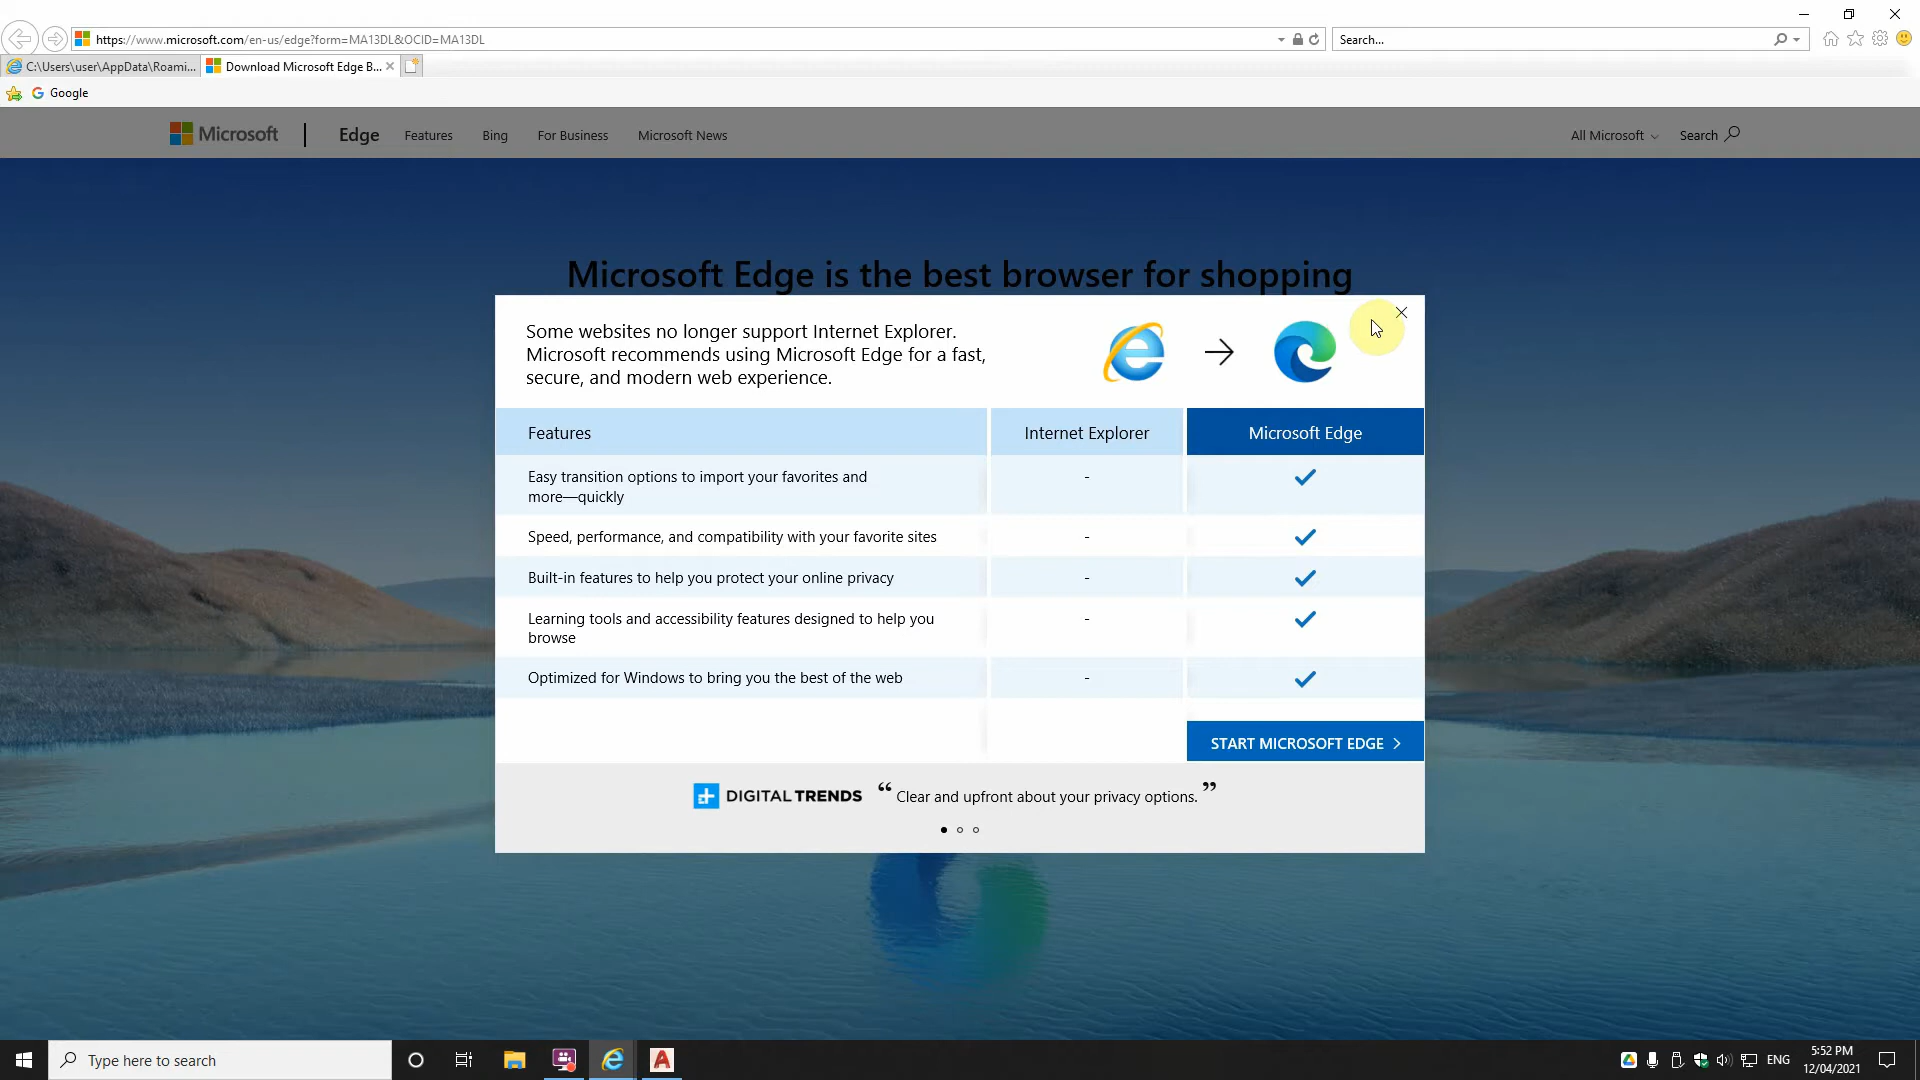 https://www.microsoft.com/en-us/edge?form=MA13DL&OCID=MA13DL
Search...
C:\Users\user\AppData\Roami...
Download Microsoft Edge B...
Google
Microsoft
Edge
Features
Bing
For Business
Microsoft News
All Microsoft
Search
Microsoft Edge is the best browser for shopping
Some websites no longer support Internet Explorer.
Microsoft recommends using Microsoft Edge for a fast,
secure, and modern web experience.
Features
Internet Explorer
Microsoft Edge
Easy transition options to import your favorites and
more—quickly
-
Speed, performance, and compatibility with your favorite sites
-
Built-in features to help you protect your online privacy
-
Learning tools and accessibility features designed to help you
browse
-
Optimized for Windows to bring you the best of the web
-
START MICROSOFT EDGE
DIGITAL TRENDS
“ Clear and upfront about your privacy options. ”
Type here to search
ENG
5:52 PM
12/04/2021